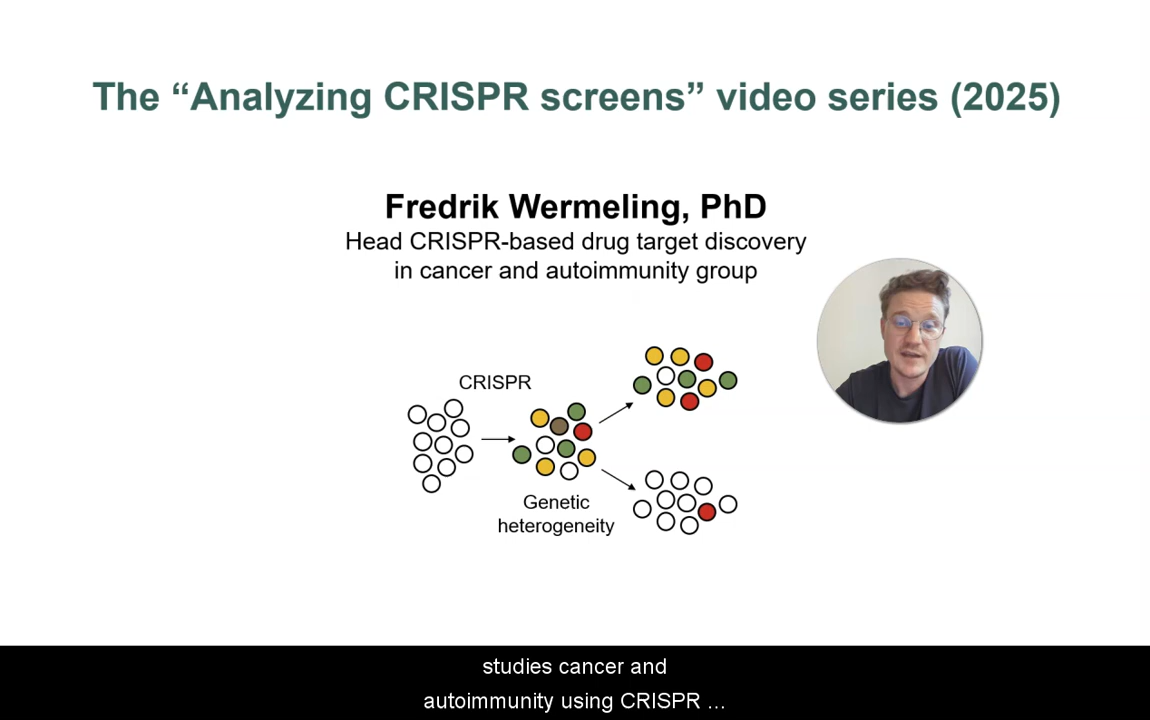 The “Analyzing CRISPR screens” video series (2025)
Fredrik Wermeling, PhD
Head CRISPR-based drug target discovery
in cancer and autoimmunity group
CRISPR
Genetic
heterogeneity
studies cancer and
autoimmunity using CRISPR ...